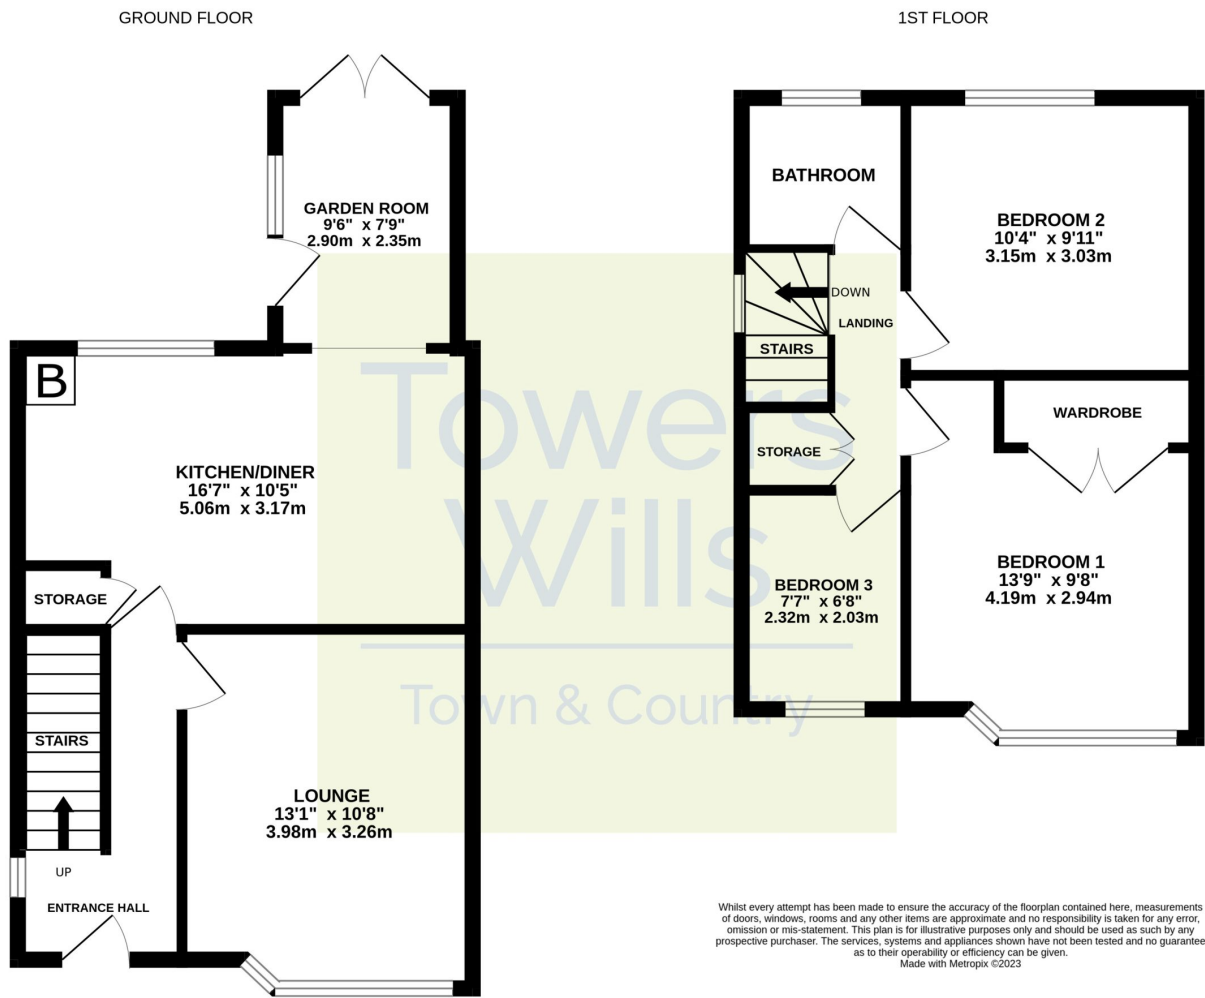 GROUND FLOOR
1ST FLOOR
GARDEN ROOM
9'6" x 7'9"
2.90m x 2.35m
B
KITCHEN/DINER
16'7" x 10'5"
5.06m x 3.17m
STORAGE
STAIRS
UP
ENTRANCE HALL
LOUNGE
13'1" x 10'8"
3.98m x 3.26m
BATHROOM
BEDROOM 2
10'4" x 9'11"
3.15m x 3.03m
DOWN
LANDING
STAIRS
STORAGE
WARDROBE
BEDROOM 3
7'7" x 6'8"
2.32m x 2.03m
BEDROOM 1
13'9" x 9'8"
4.19m x 2.94m
Towers
Wills
Town & Country
Whilst every attempt has been made to ensure the accuracy of the floorplan contained here, measurements
of doors, windows, rooms and any other items are approximate and no responsibility is taken for any error,
omission or mis-statement. This plan is for illustrative purposes only and should be used as such by any
prospective purchaser. The services, systems and appliances shown have not been tested and no guarantee
as to their operability or efficiency can be given.
Made with Metropix ©2023